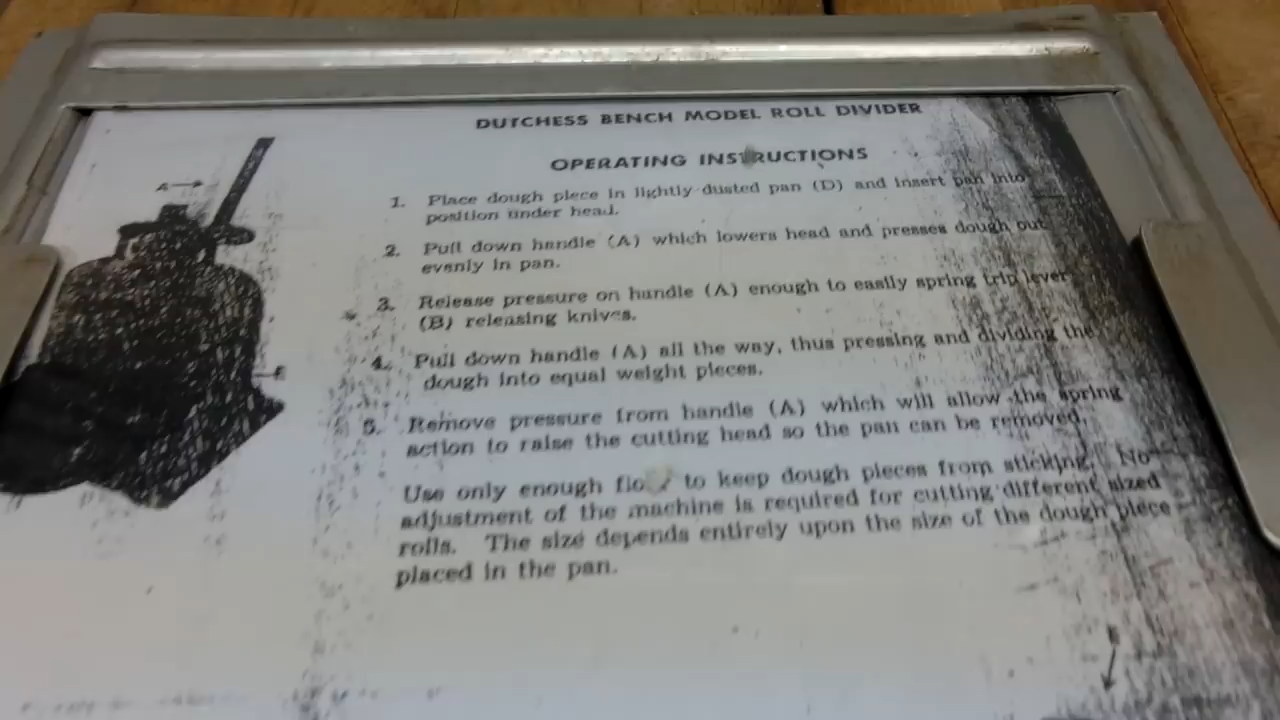 DUTCHESS BENCH MODEL ROLL DIVIDER
OPERATING INSTRUCTIONS
A
1. Place dough piece in lightly dusted pan (D) and insert pan into
position under head.
2. Pull down handle (A) which lowers head and presses dough out
evenly in pan.
3. Release pressure on handle (A) enough to easily spring trip lever
(B) releasing knives.
4. Pull down handle (A) all the way, thus pressing and dividing the
dough into equal weight pieces.
5. Remove pressure from handle (A) which will allow the spring
action to raise the cutting head so the pan can be removed.
Use only enough flour to keep dough pieces from sticking. No
adjustment of the machine is required for cutting different sized
rolls. The size depends entirely upon the size of the dough piece
placed in the pan.